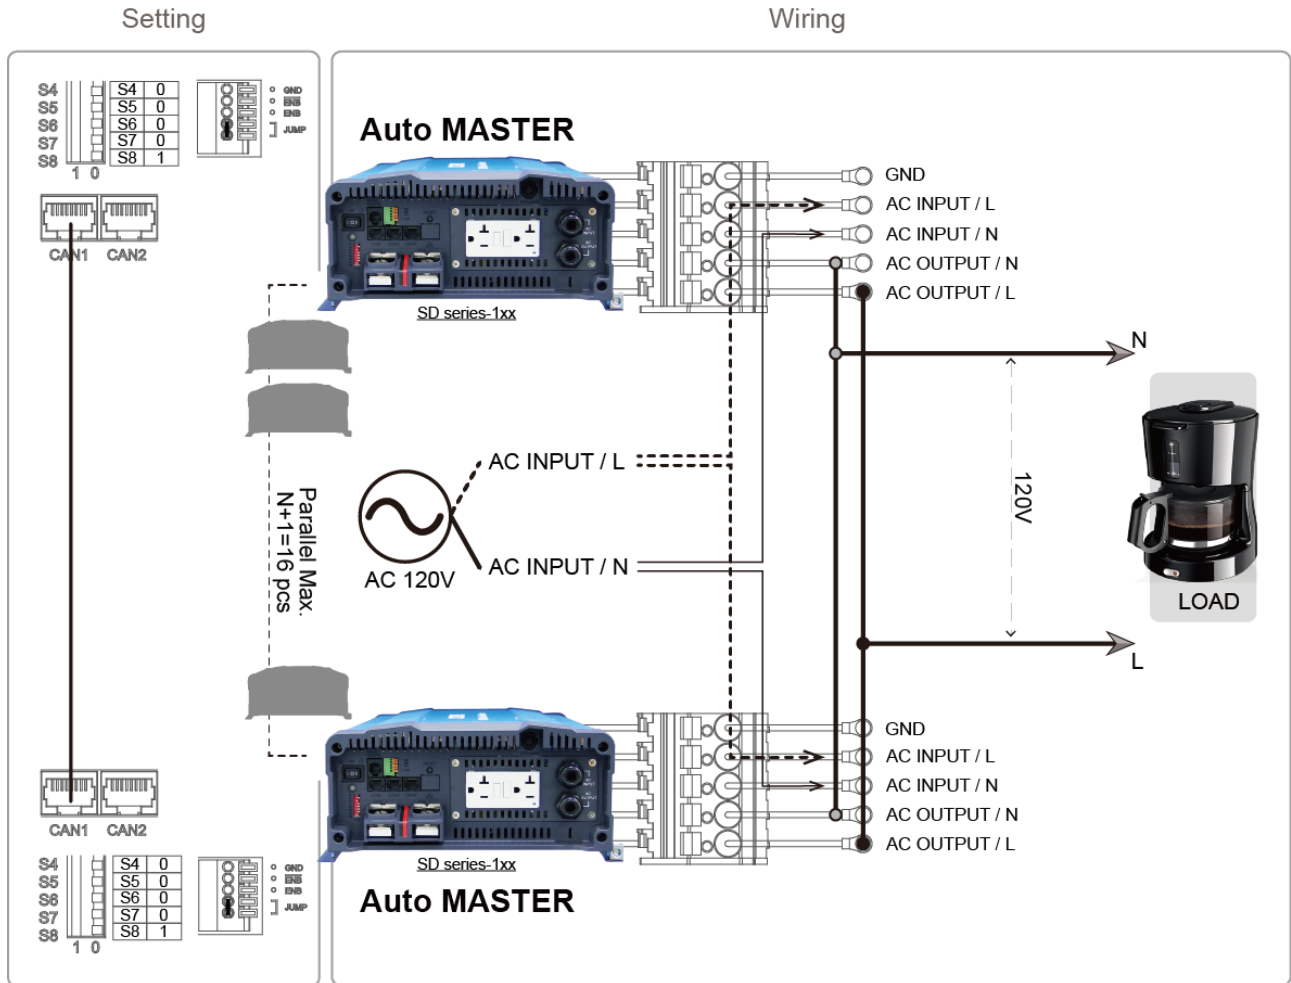 Setting
Wiring
S4
S5
S6
S7
S8
1 0
S4 0
S5 0
S6 0
S7 0
S8 1
GND
ENB
ENB
JUMP
CAN1 CAN2
Auto MASTER
SD series-1xx
GND
AC INPUT / L
AC INPUT / N
AC OUTPUT / N
AC OUTPUT / L
N
Parallel Max.
N+1=16 pcs
AC INPUT / L
AC INPUT / N
AC 120V
120V
LOAD
L
GND
AC INPUT / L
AC INPUT / N
AC OUTPUT / N
AC OUTPUT / L
CAN1 CAN2
S4
S5
S6
S7
S8
1 0
S4 0
S5 0
S6 0
S7 0
S8 1
GND
ENB
ENB
JUMP
SD series-1xx
Auto MASTER